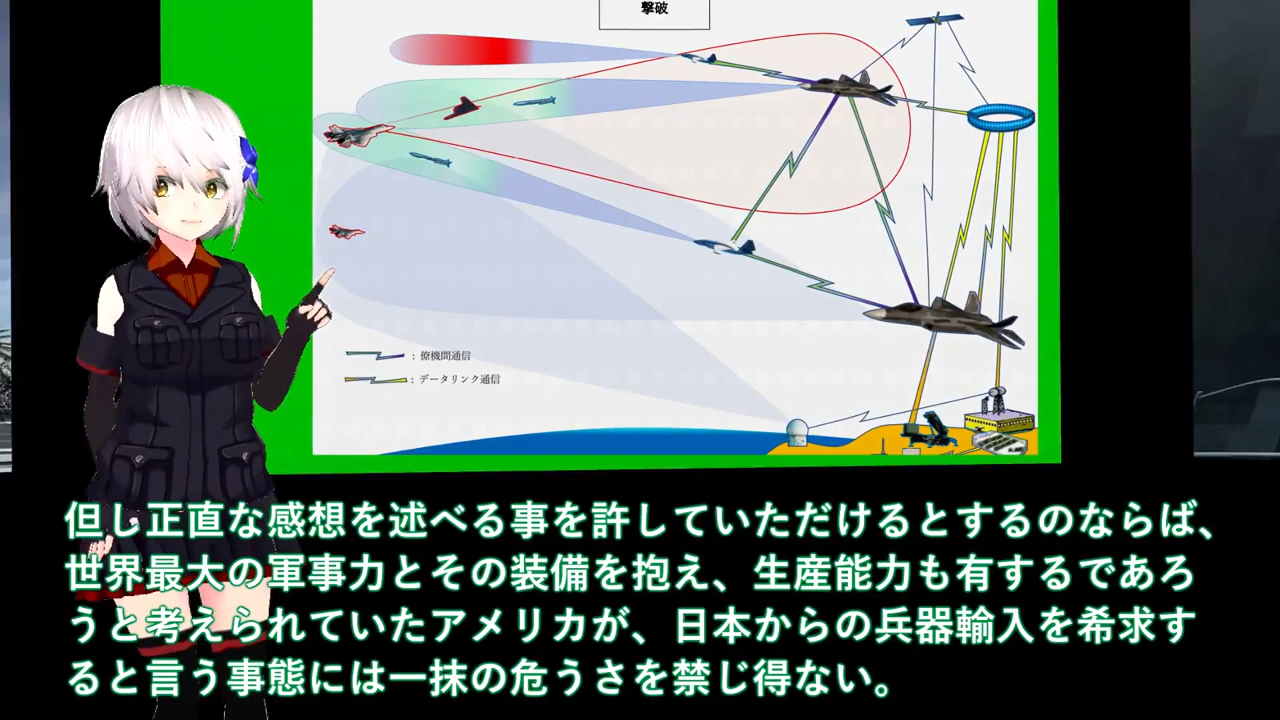 撃破
：僚機間通信
：データリンク通信
但し正直な感想を述べる事を許していただけるとするのならば、
世界最大の軍事力とその装備を抱え、生産能力も有するであろ
うと考えられていたアメリカが、日本からの兵器輸入を希求す
ると言う事態には一抹の危うさを禁じ得ない。